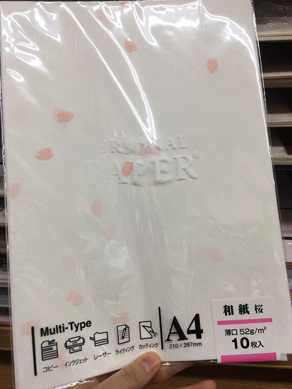 PERSONAL
PAPER®
Multi-Type
コピー インクジェット レーザー ライティング カッティング
A4
210×297mm
和紙 桜
薄口 52g/m²
10枚入